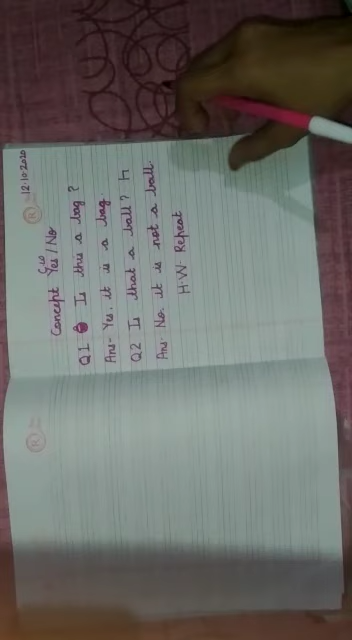 12.10.2020
C.W
Concept Yes/No
Q1 Is this a bag?
Ans- Yes. it is a bag.
Q2 Is that a ball? h
Ans- No. it is not a ball.
H.W- Repeat